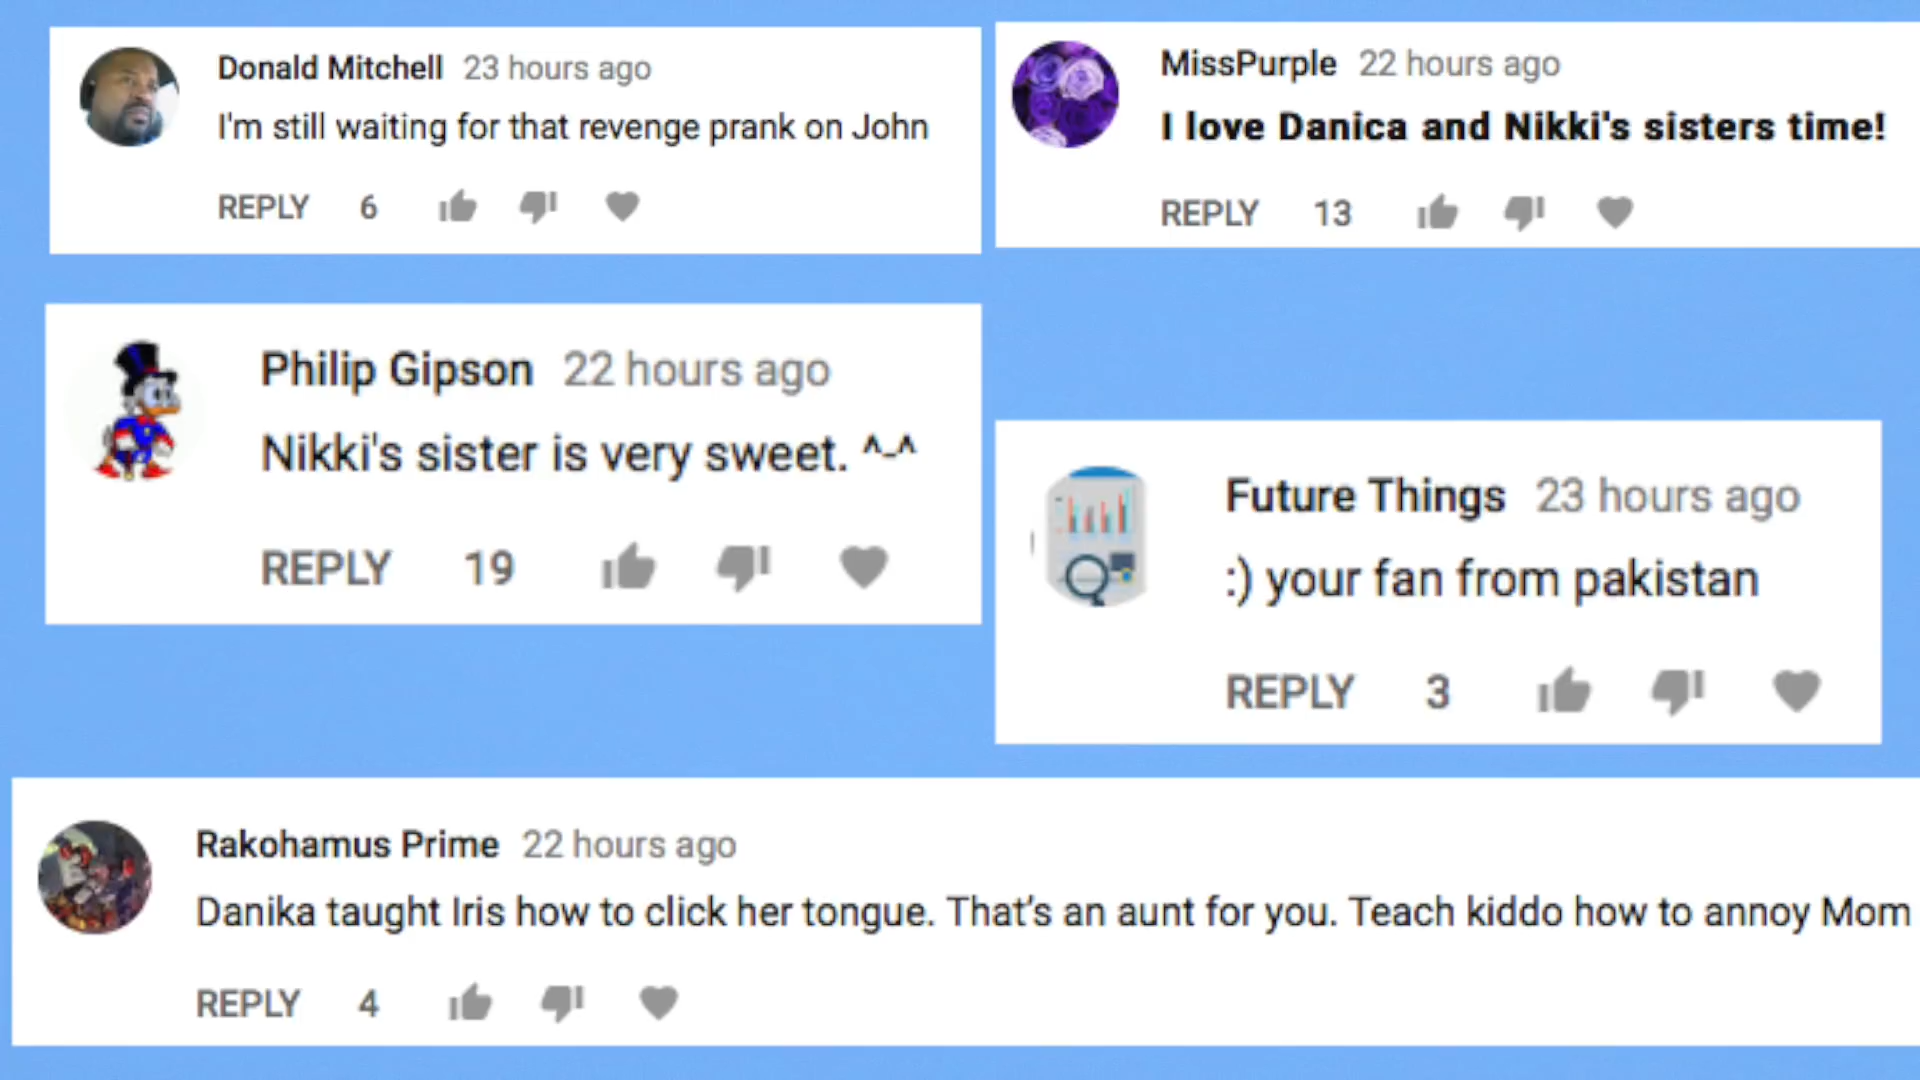 Donald Mitchell 23 hours ago
I'm still waiting for that revenge prank on John
REPLY 6
MissPurple 22 hours ago
I love Danica and Nikki's sisters time!
REPLY 13
Philip Gipson 22 hours ago
Nikki's sister is very sweet. ^-^
REPLY 19
Future Things 23 hours ago
:) your fan from pakistan
REPLY 3
Rakohamus Prime 22 hours ago
Danika taught Iris how to click her tongue. That's an aunt for you. Teach kiddo how to annoy Mom
REPLY 4